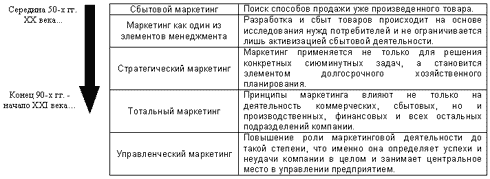 Середина 50-х гг.
XX века...
Конец 90-х гг. -
начало XXI века...
Сбытовой маркетинг
Поиск способов продажи уже произведенного товара.
Маркетинг как один из
элементов менеджмента
Разработка и сбыт товаров происходит на основе
исследования нужд потребителей и не ограничивается
лишь активизацией сбытовой деятельности.
Стратегический маркетинг
Маркетинг применяется не только для решения
конкретных сиюминутных задач, а становится
элементом долгосрочного хозяйственного
планирования.
Тотальный маркетинг
Принципы маркетинга влияют не только на
деятельность коммерческих, сбытовых, но и
производственных, финансовых и всех остальных
подразделений компании.
Управленческий маркетинг
Повышение роли маркетинговой деятельности до
такой степени, что именно она определяет успехи и
неудачи компании в целом и занимает центральное
место в управлении предприятием.